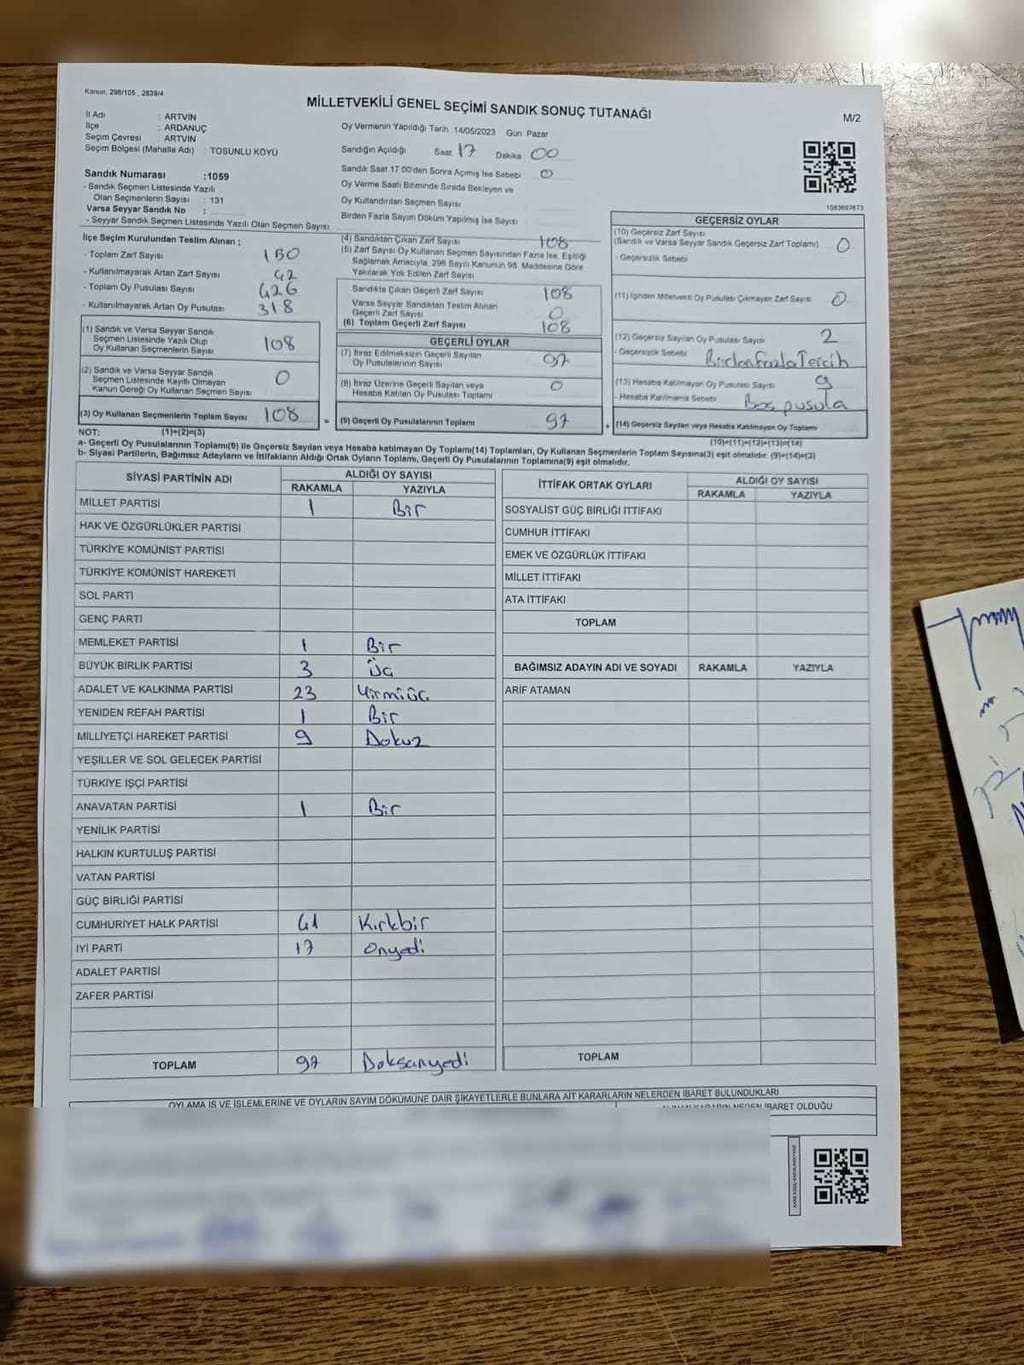 Kanun, 298/105 _ 2839/4
MİLLETVEKİLİ GENEL SEÇİMİ SANDIK SONUÇ TUTANAĞI
M/2
İl Adı : ARTVİN
İlçe : ARDANUÇ
Seçim Çevresi : ARTVİN
Seçim Bölgesi (Mahalle Adı) : TOSUNLU KÖYÜ
Oy Vermenin Yapıldığı Tarih 14/05/2023 Gün Pazar
Sandığın Açıldığı Saat 17 Dakika 00
Sandık Saat 17:00'den Sonra Açılmış İse Sebebi 0
Oy Verme Saati Bitiminde Sırada Bekleyen ve
Oy Kullandırılan Seçmen Sayısı
Birden Fazla Sayım Döküm Yapılmış İse Sayısı
Sandık Numarası :1059
- Sandık Seçmen Listesinde Yazılı
Olan Seçmenlerin Sayısı : 131
Varsa Seyyar Sandık No :
- Seyyar Sandık Seçmen Listesinde Yazılı Olan Seçmen Sayısı
1083697673
İlçe Seçim Kurulundan Teslim Alınan ;
- Toplam Zarf Sayısı 150
- Kullanılmayarak Artan Zarf Sayısı 42
- Toplam Oy Pusulası Sayısı 426
- Kullanılmayarak Artan Oy Pusulası 318
(1) Sandık ve Varsa Seyyar Sandık
Seçmen Listesinde Yazılı Olup
Oy Kullanan Seçmenlerin Sayısı 108
(2) Sandık ve Varsa Seyyar Sandık
Seçmen Listesinde Kayıtlı Olmayan
Kanun Gereği Oy Kullanan Seçmen Sayısı 0
(3) Oy Kullanan Seçmenlerin Toplam Sayısı 108
(4) Sandıktan Çıkan Zarf Sayısı 108
(5) Zarf Sayısı Oy Kullanan Seçmen Sayısından Fazla İse, Eşitliği
Sağlamak Amacıyla, 298 Sayılı Kanunun 98. Maddesine Göre
Yakılarak Yok Edilen Zarf Sayısı
Sandıkta Çıkan Geçerli Zarf Sayısı 108
Varsa Seyyar Sandıktan Teslim Alınan
Geçerli Zarf Sayısı 0
(6) Toplam Geçerli Zarf Sayısı 108
GEÇERLİ OYLAR
(7) İtiraz Edilmeksizin Geçerli Sayılan
Oy Pusulalarının Sayısı 97
(8) İtiraz Üzerine Geçerli Sayılan veya
Hesaba Katılan Oy Pusulası Toplamı 0
= (9) Geçerli Oy Pusulalarının Toplamı 97
GEÇERSİZ OYLAR
(10) Geçersiz Zarf Sayısı
(Sandık ve Varsa Seyyar Sandık Geçersiz Zarf Toplamı) 0
- Geçersizlik Sebebi
(11) İçinden Milletvekili Oy Pusulası Çıkmayan Zarf Sayısı 0
(12) Geçersiz Sayılan Oy Pusulası Sayısı 2
- Geçersizlik Sebebi Birden Fazla Tercih
(13) Hesaba Katılmayan Oy Pusulası Sayısı 9
- Hesaba Katılmama Sebebi Boş pusula
+ (14) Geçersiz Sayılan veya Hesaba Katılmayan Oy Toplamı
NOT: (1)+(2)=(3)
(10)+(11)+(12)+(13)=(14)
a- Geçerli Oy Pusulalarının Toplamı(9) ile Geçersiz Sayılan veya Hesaba katılmayan Oy Toplamı(14) Toplamları, Oy Kullanan Seçmenlerin Toplam Sayısına(3) eşit olmalıdır. (9)+(14)=(3)
b- Siyasi Partilerin, Bağımsız Adayların ve İttifakların Aldığı Ortak Oyların Toplamı, Geçerli Oy Pusulalarının Toplamına(9) eşit olmalıdır.
SİYASİ PARTİNİN ADI ALDIĞI OY SAYISI
RAKAMLA YAZIYLA
MİLLET PARTİSİ 1 Bir
HAK VE ÖZGÜRLÜKLER PARTİSİ
TÜRKİYE KOMÜNİST PARTİSİ
TÜRKİYE KOMÜNİST HAREKETİ
SOL PARTİ
GENÇ PARTİ
MEMLEKET PARTİSİ 1 Bir
BÜYÜK BİRLİK PARTİSİ 3 Üç
ADALET VE KALKINMA PARTİSİ 23 Yirmiüç
YENİDEN REFAH PARTİSİ 1 Bir
MİLLİYETÇİ HAREKET PARTİSİ 9 Dokuz
YEŞİLLER VE SOL GELECEK PARTİSİ
TÜRKİYE İŞÇİ PARTİSİ
ANAVATAN PARTİSİ 1 Bir
YENİLİK PARTİSİ
HALKIN KURTULUŞ PARTİSİ
VATAN PARTİSİ
GÜÇ BİRLİĞİ PARTİSİ
CUMHURİYET HALK PARTİSİ 41 Kırkbir
İYİ PARTİ 17 Onyedi
ADALET PARTİSİ
ZAFER PARTİSİ
TOPLAM 97 Doksanyedi
İTTİFAK ORTAK OYLARI ALDIĞI OY SAYISI
RAKAMLA YAZIYLA
SOSYALİST GÜÇ BİRLİĞİ İTTİFAKI
CUMHUR İTTİFAKI
EMEK VE ÖZGÜRLÜK İTTİFAKI
MİLLET İTTİFAKI
ATA İTTİFAKI
TOPLAM
BAĞIMSIZ ADAYIN ADI VE SOYADI RAKAMLA YAZIYLA
ARİF ATAMAN
TOPLAM
OYLAMA İŞ VE İŞLEMLERİNE VE OYLARIN SAYIM DÖKÜMÜNE DAİR ŞİKAYETLERLE BUNLARA AİT KARARLARIN NELERDEN İBARET BULUNDUKLARI
NEDEN İBARET OLDUĞU